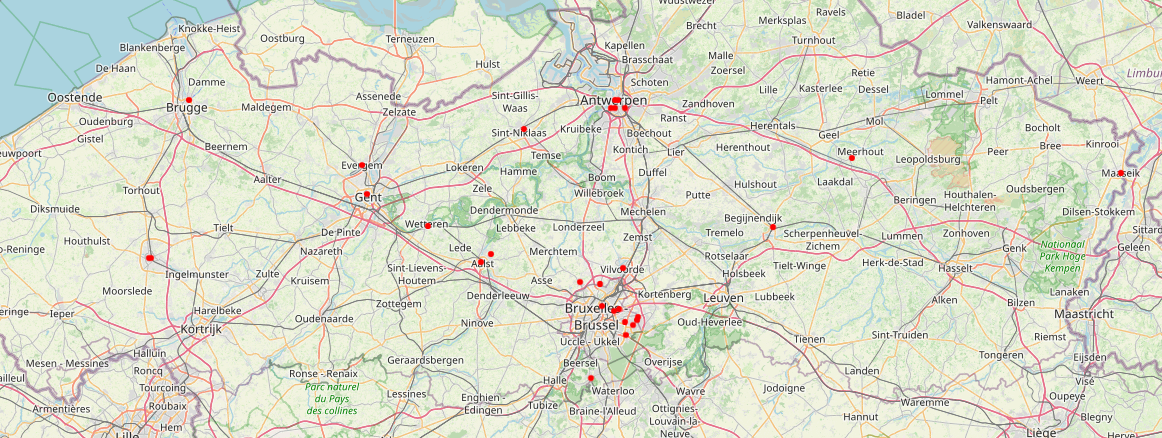 Wuustwezel
Ravels
Knokke-Heist
Brecht
Merksplas
Bladel
Valkenswaard
Oostburg
Terneuzen
Turnhout
Blankenberge
Kapellen
Brasschaat
Malle
Zoersel
De Haan
Hulst
Retie
Limbu
Damme
Schoten
Hamont-Achel
Weert
Oostende
Assenede
Sint-Gillis-
Waas
Lille
Kasterlee
Dessel
Lommel
Pelt
Brugge
Maldegem
Zelzate
Antwerpen
Zandhoven
Oudenburg
Ranst
Mol
Gistel
Sint-Niklaas
Kruibeke
Boechout
Herentals
Geel
Bocholt
Beernem
Kontich
Lier
Herenthout
Meerhout
Peer
Bree
Kinrooi
euwpoort
Evergem
Lokeren
Temse
Hamme
Duffel
Leopoldsburg
Maaseik
Aalter
Boom
Torhout
Zele
Willebroek
Putte
Hulshout
Laakdal
Oudsbergen
Gent
Beringen
Houthalen-
Helchteren
Diksmuide
Dendermonde
Mechelen
Begijnendijk
Dilsen-Stokkem
Tielt
Wetteren
Lebbeke
Londerzeel
Tremelo
Scherpenheuvel-
Zichem
Lummen
Zonhoven
Sittard
De Pinte
Zemst
Houthulst
Lede
Genk
Nationaal
Park Hoge
Kempen
Geleen
o-Reninge
Nazareth
Merchtem
Rotselaar
Aalst
Tielt-Winge
Herk-de-Stad
Hasselt
Ingelmunster
Zulte
Sint-Lievens-
Houtem
Vilvoorde
Holsbeek
Kruisem
Asse
Moorslede
Denderleeuw
Kortenberg
Leuven
Lubbeek
Lanaken
Zottegem
Alken
Bilzen
Maastricht
eringe
Ieper
Harelbeke
Oudenaarde
Ninove
Bruxelles -
Brussel
Oud-Heverlee
Kortrijk
Sint-Truiden
Riemst
Uccle - Ukkel
Tienen
Halluin
Tongeren
Eijsden
Mesen - Messines
Geraardsbergen
Beersel
Overijse
Roncq
Ronse - Renaix
Landen
Visé
ailleul
Tourcoing
Parc naturel
du Pays
des collines
Lessines
Halle
Waterloo
Wavre
Jodoigne
Oupeye
Armentières
Roubaix
Enghien -
Edingen
Tubize
Braine-l'Alleud
Ottignies-
Louvain-la-
Neuve
Waremme
Hannut
Blegny
Hem
Lille
Liège
Herve